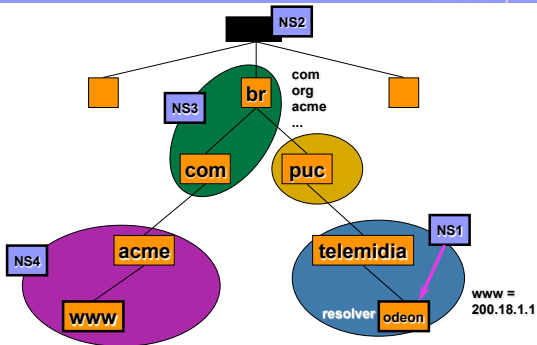 NS2
com
org
acme
...
br
NS3
com
puc
NS1
NS4
acme
telemidia
www
resolver
odeon
www =
200.18.1.1